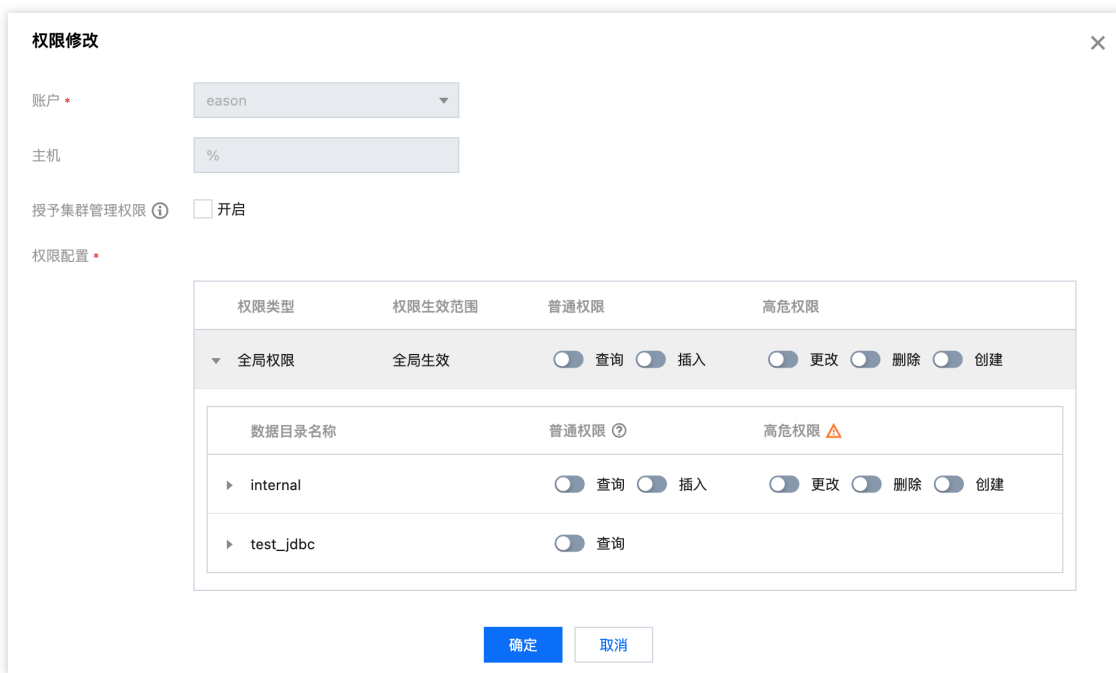 权限修改
账户 *
eason
主机
%
授予集群管理权限 开启
权限配置 *
权限类型 权限生效范围 普通权限 高危权限
全局权限 全局生效 查询 插入 更改 删除 创建
数据目录名称 普通权限 高危权限
internal 查询 插入 更改 删除 创建
test_jdbc 查询
确定 取消